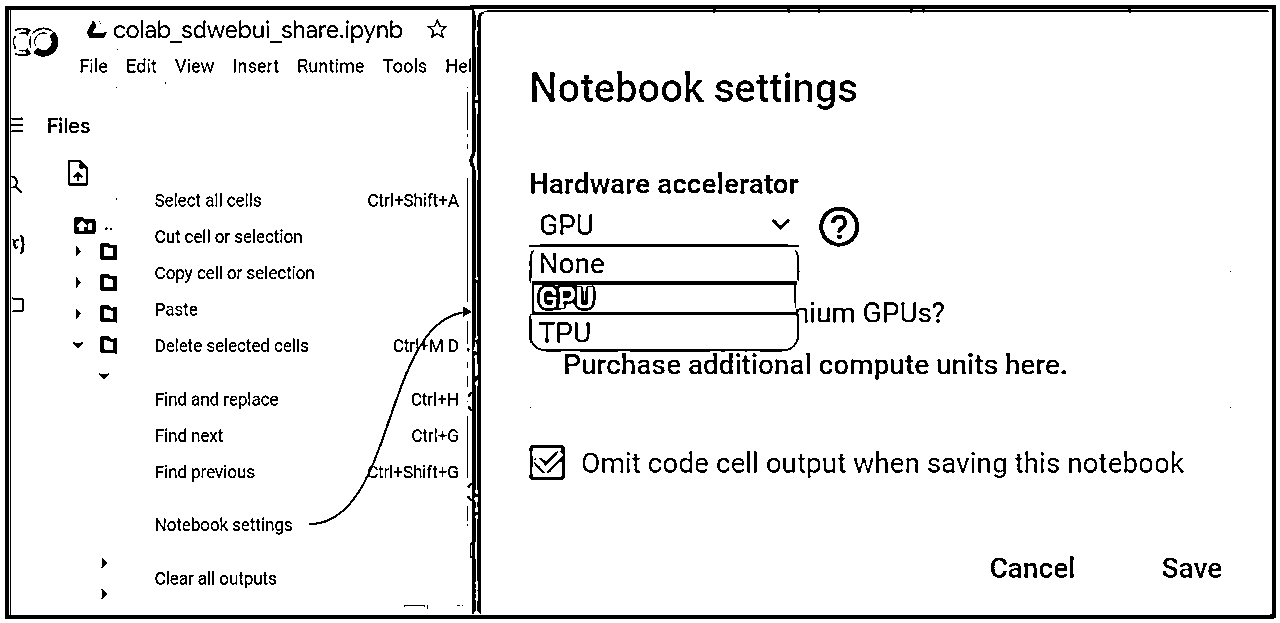 colab_sdwebui_share.ipynb
File Edit View Insert Runtime Tools Hel
Files
..
Select all cells Ctrl+Shift+A
Cut cell or selection
Copy cell or selection
Paste
Delete selected cells Ctrl+M D
Find and replace Ctrl+H
Find next Ctrl+G
Find previous Ctrl+Shift+G
Notebook settings
Clear all outputs
Notebook settings
Hardware accelerator
GPU
?
None
GPU
TPU
nium GPUs?
Purchase additional compute units here.
Omit code cell output when saving this notebook
Cancel Save